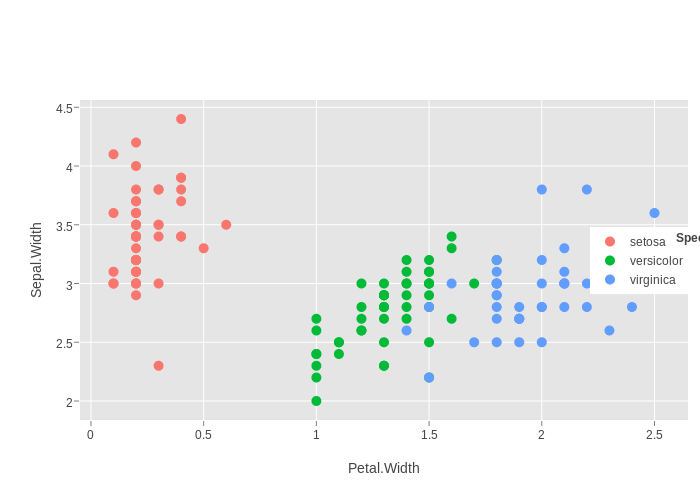 4.5
4
3.5
3
2.5
2
Sepal.Width
0
0.5
1
1.5
2
2.5
Petal.Width
Spec
setosa
versicolor
virginica